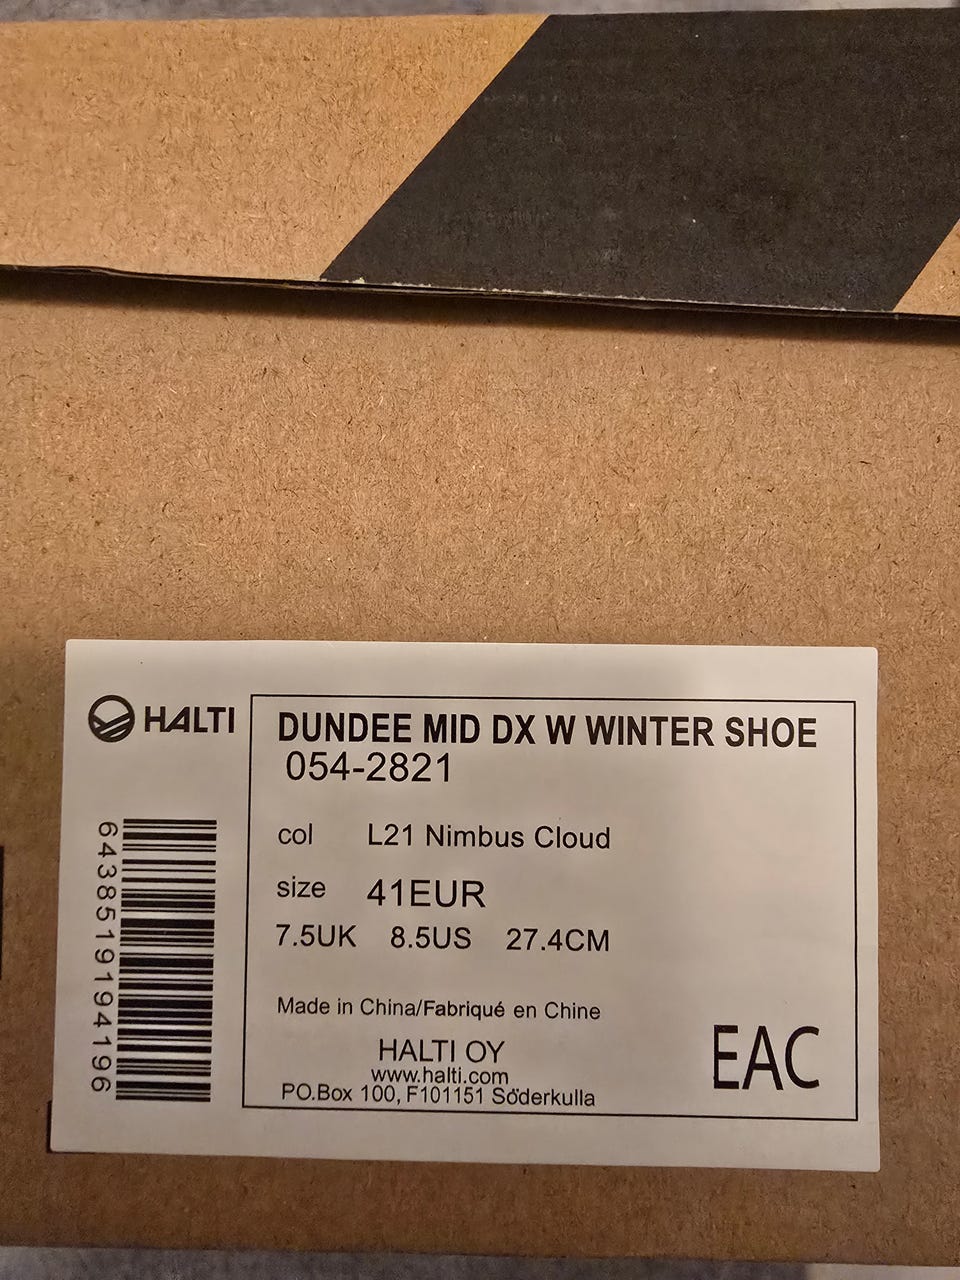 HALTI
DUNDEE MID DX W WINTER SHOE
054-2821
col L21 Nimbus Cloud
size 41EUR
7.5UK 8.5US 27.4CM
Made in China/Fabriqué en Chine
HALTI OY
www.halti.com
PO.Box 100, F101151 Söderkulla
EAC
6438519194196